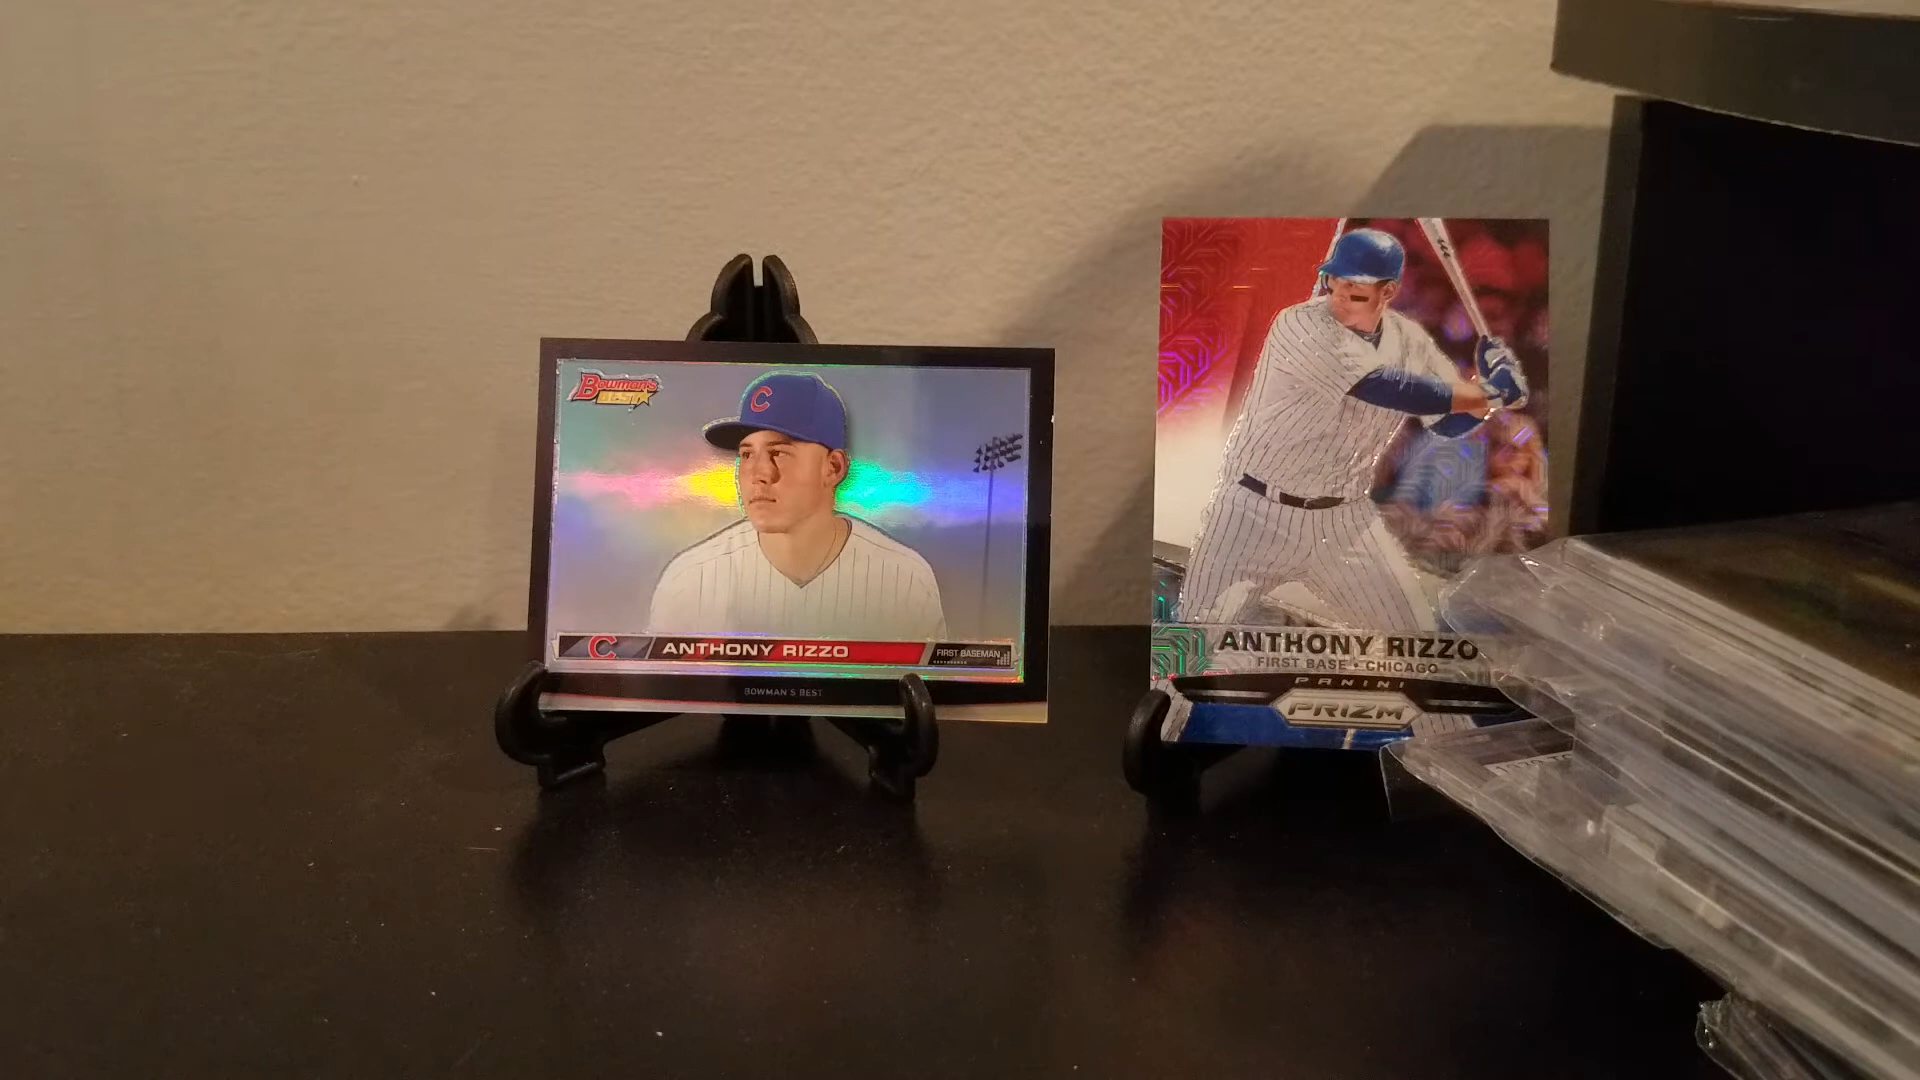 Bowman's
BEST
C
C
ANTHONY RIZZO
FIRST BASEMAN
BOWMAN'S BEST
ANTHONY RIZZO
FIRST BASE • CHICAGO
PANINI
PRIZM